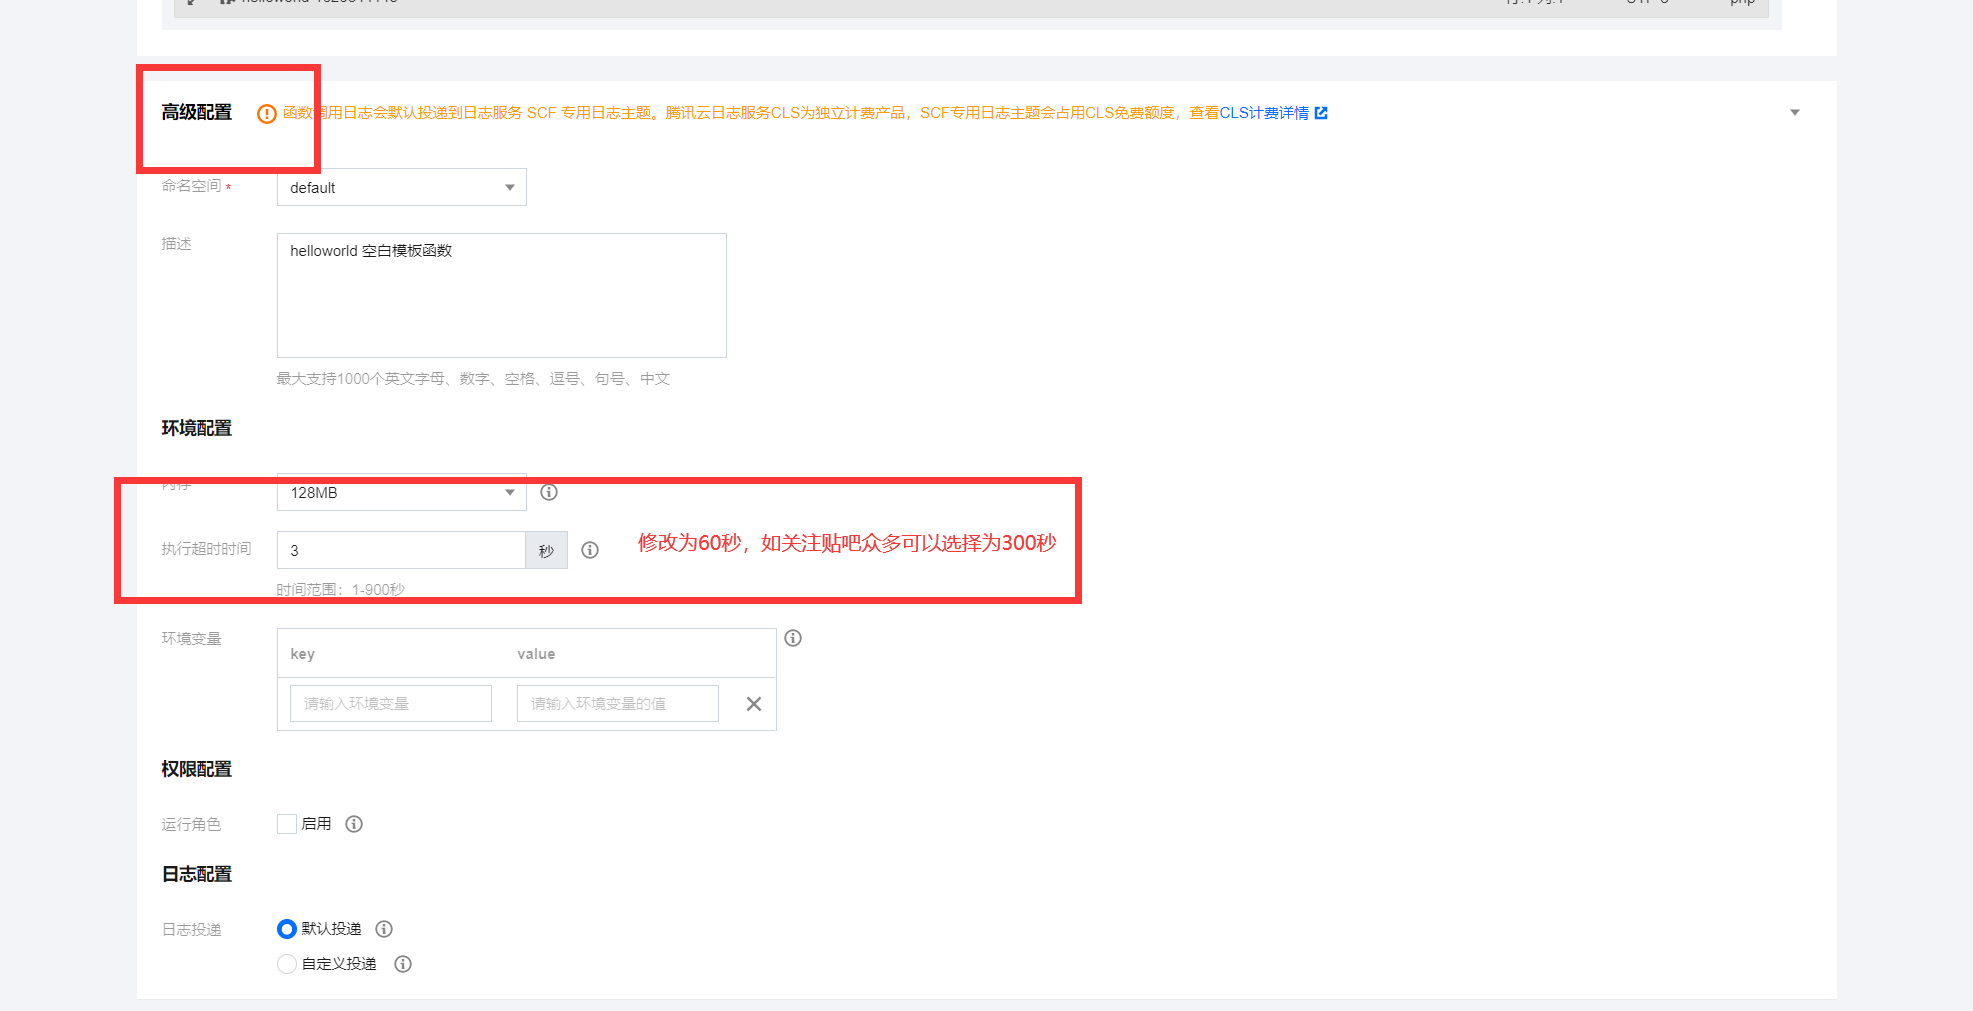 高级配置
函数调用日志会默认投递到日志服务 SCF 专用日志主题。腾讯云日志服务CLS为独立计费产品，SCF专用日志主题会占用CLS免费额度，查看CLS计费详情
命名空间 *
default
描述
helloworld 空白模板函数
最大支持1000个英文字母、数字、空格、逗号、句号、中文
环境配置
内存
128MB
执行超时时间
3
秒
修改为60秒，如关注贴吧众多可以选择为300秒
时间范围：1-900秒
环境变量
key value
请输入环境变量 请输入环境变量的值
权限配置
运行角色
启用
日志配置
日志投递
默认投递
自定义投递